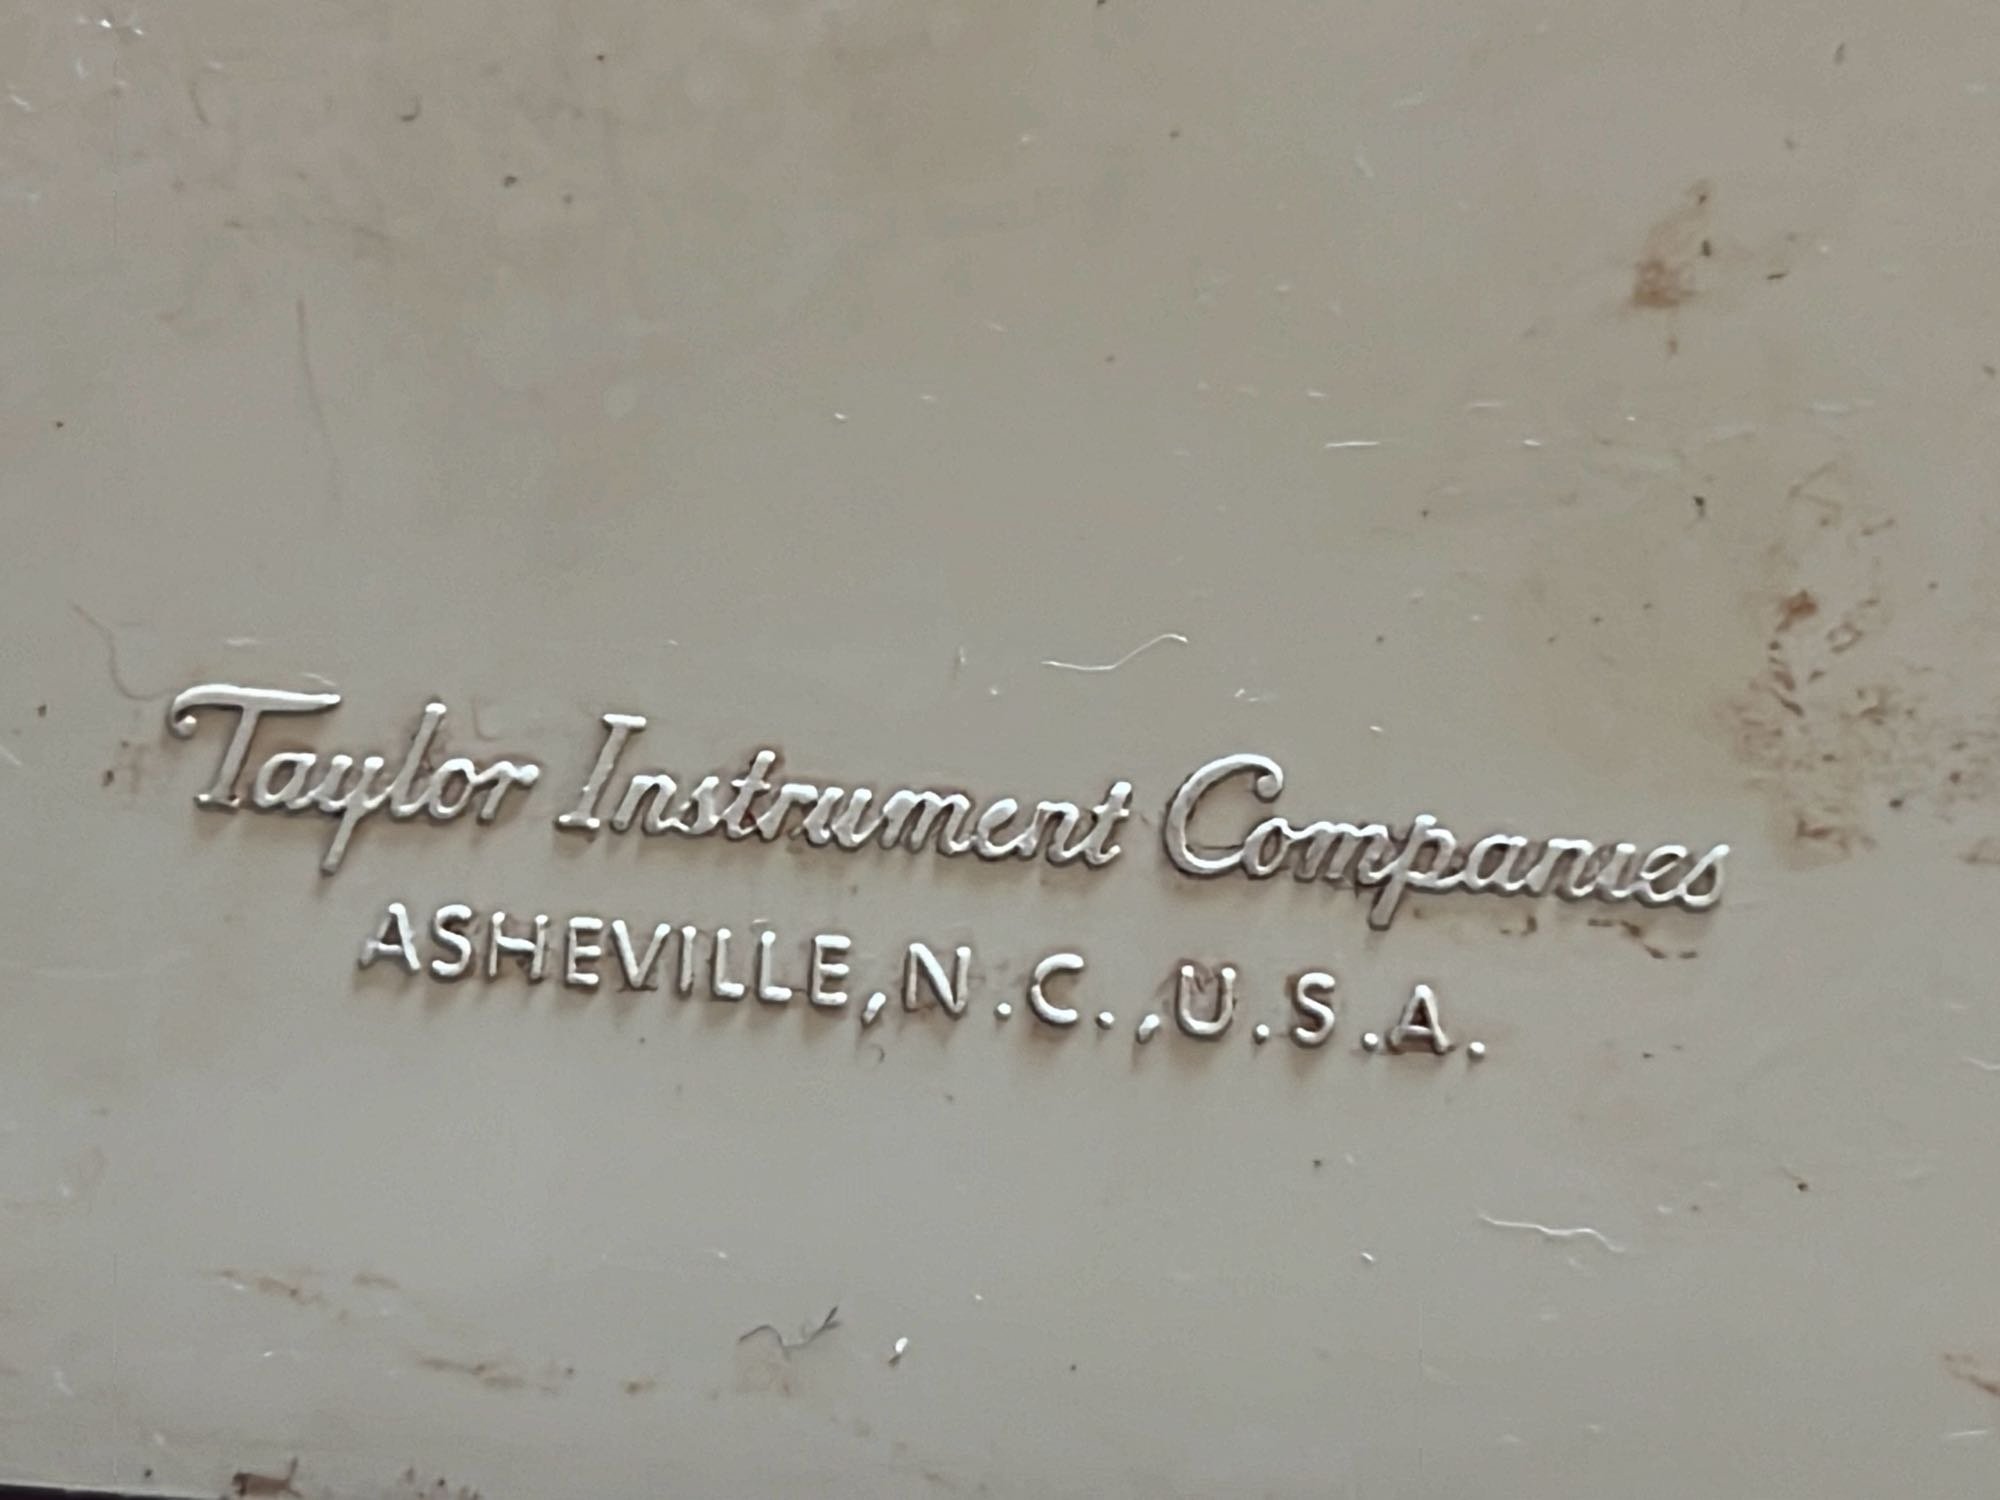 Taylor Instrument Companies
ASHEVILLE, N.C., U.S.A.